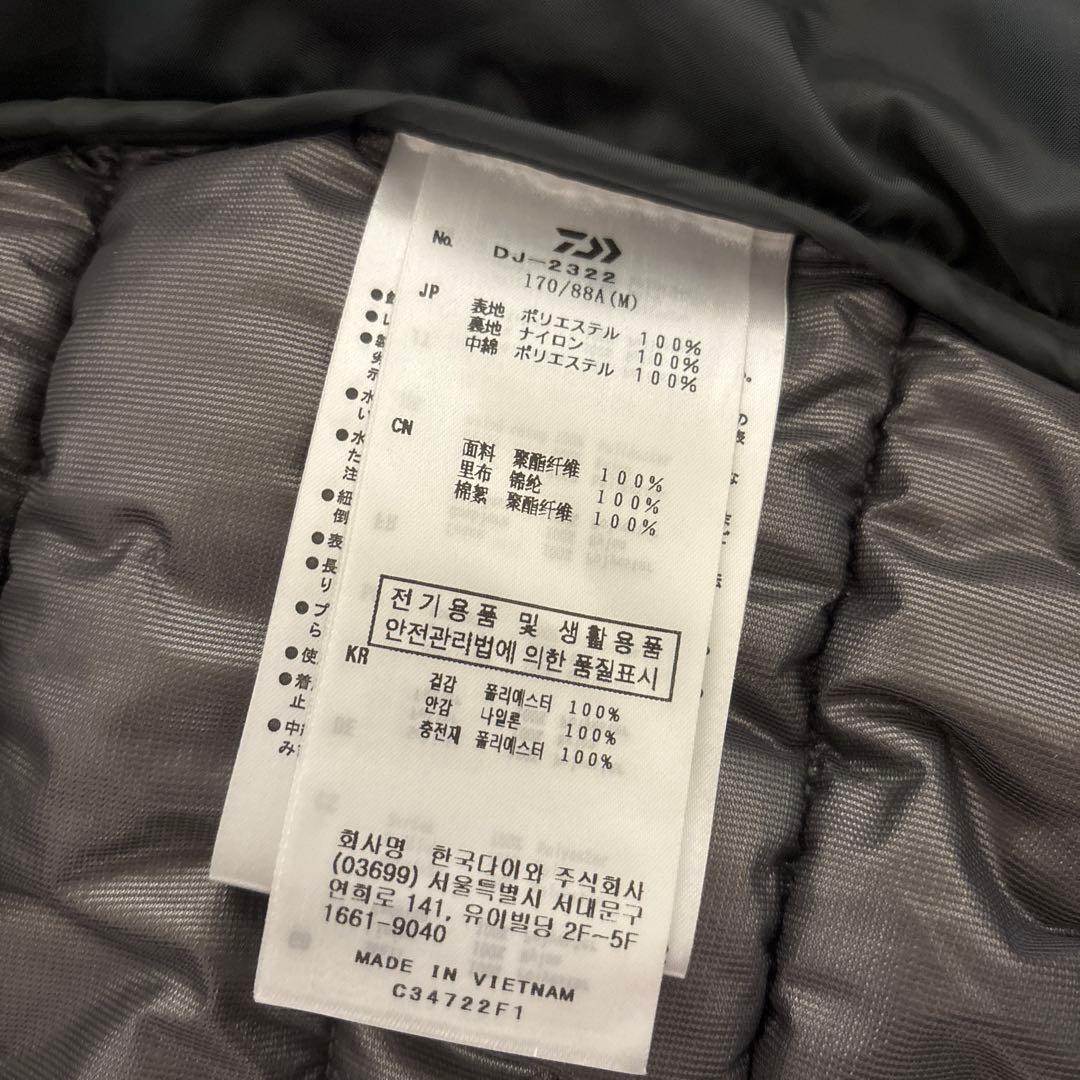 No. DJ-2322
170/88A(M)
JP
表地 ポリエステル 100%
裏地 ナイロン 100%
中綿 ポリエステル 100%
CN
面料 聚酯纤维 100%
里布 锦纶 100%
棉絮 聚酯纤维 100%
전기용품 및 생활용품
안전관리법에 의한 품질표시
KR
겉감 폴리에스터 100%
안감 나일론 100%
충전재 폴리에스터 100%
회사명 한국다이와 주식회사
(03699) 서울특별시 서대문구
연희로 141, 유이빌딩 2F~5F
1661-9040
MADE IN VIETNAM
C34722F1